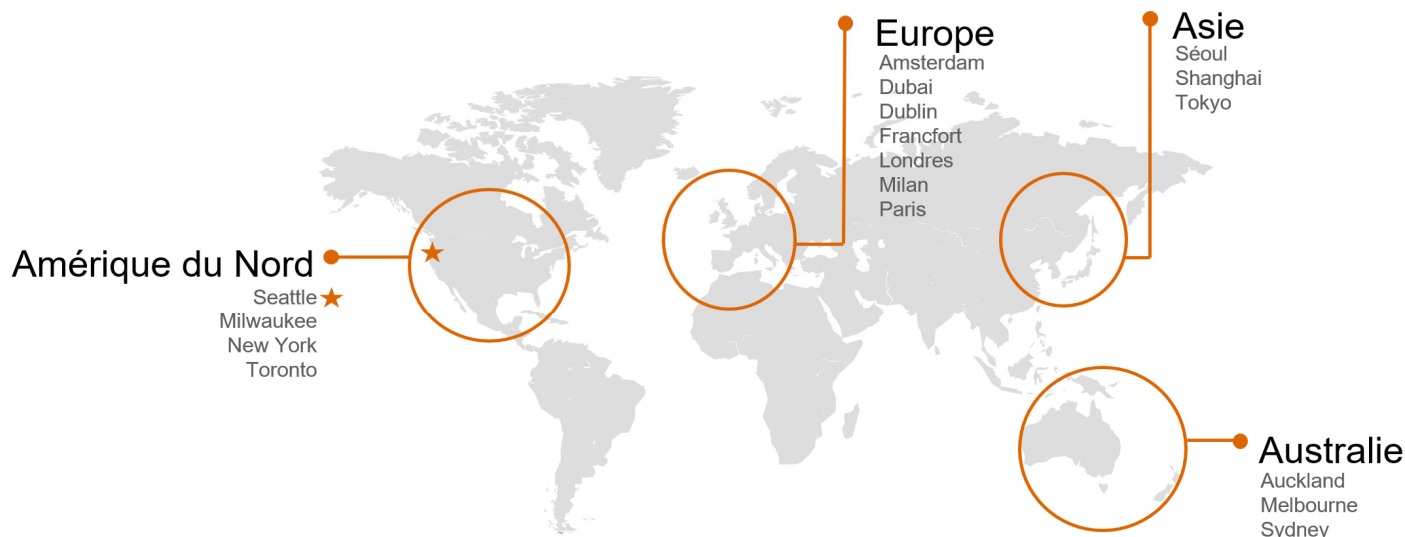 Europe
Amsterdam
Dubai
Dublin
Francfort
Londres
Milan
Paris
Asie
Séoul
Shanghai
Tokyo
Amérique du Nord
Seattle
Milwaukee
New York
Toronto
Australie
Auckland
Melbourne
Sydney